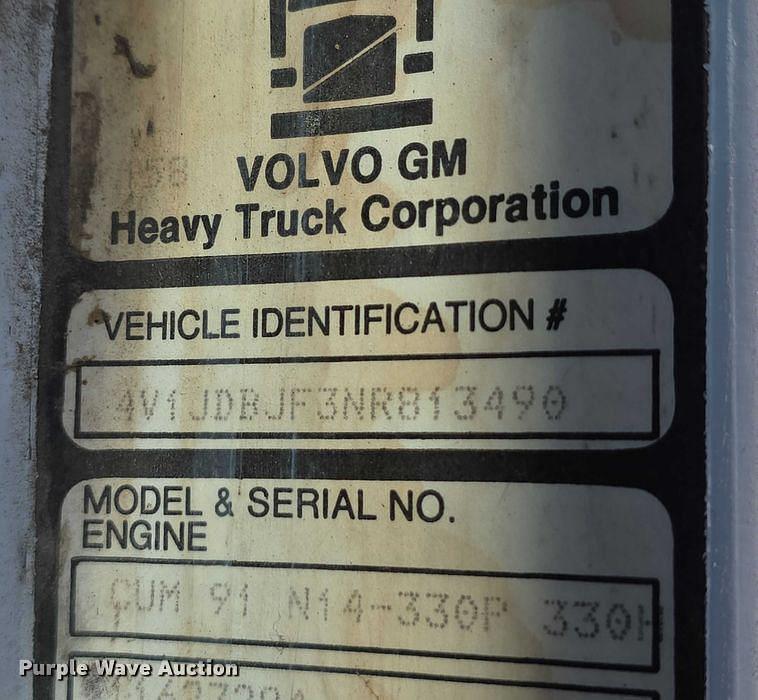 VOLVO GM
Heavy Truck Corporation
VEHICLE IDENTIFICATION #
4V1JDBJF3NR813490
MODEL & SERIAL NO.
ENGINE
CUM 91 N14-330P 330H
Purple Wave Auction